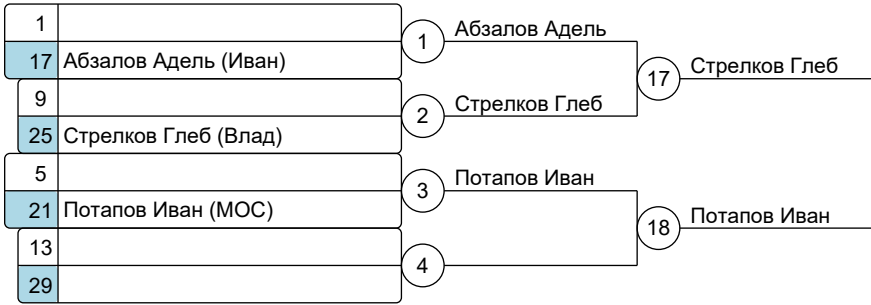 1
17 Абзалов Адель (Иван)
1
Абзалов Адель
9
25 Стрелков Глеб (Влад)
2
Стрелков Глеб
17
Стрелков Глеб
5
21 Потапов Иван (МОС)
3
Потапов Иван
13
29
4
18
Потапов Иван